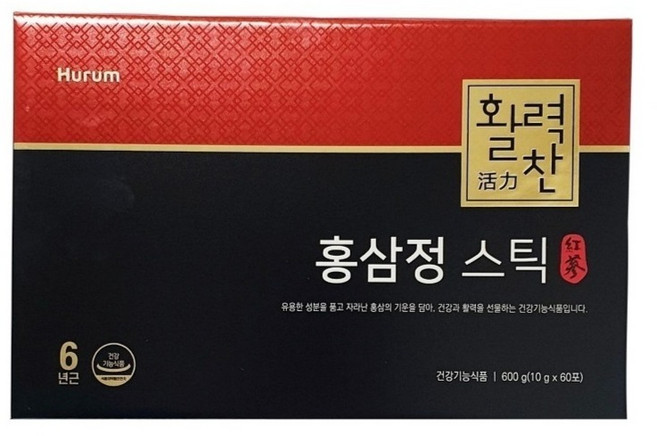 Hurum
활력찬
活力
홍삼정 스틱 紅蔘
유용한 성분을 품고 자라난 홍삼의 기운을 담아, 건강과 활력을 선물하는 건강기능식품입니다.
6
년근
건강
기능식품
건강기능식품 | 600 g(10 g x 60포)